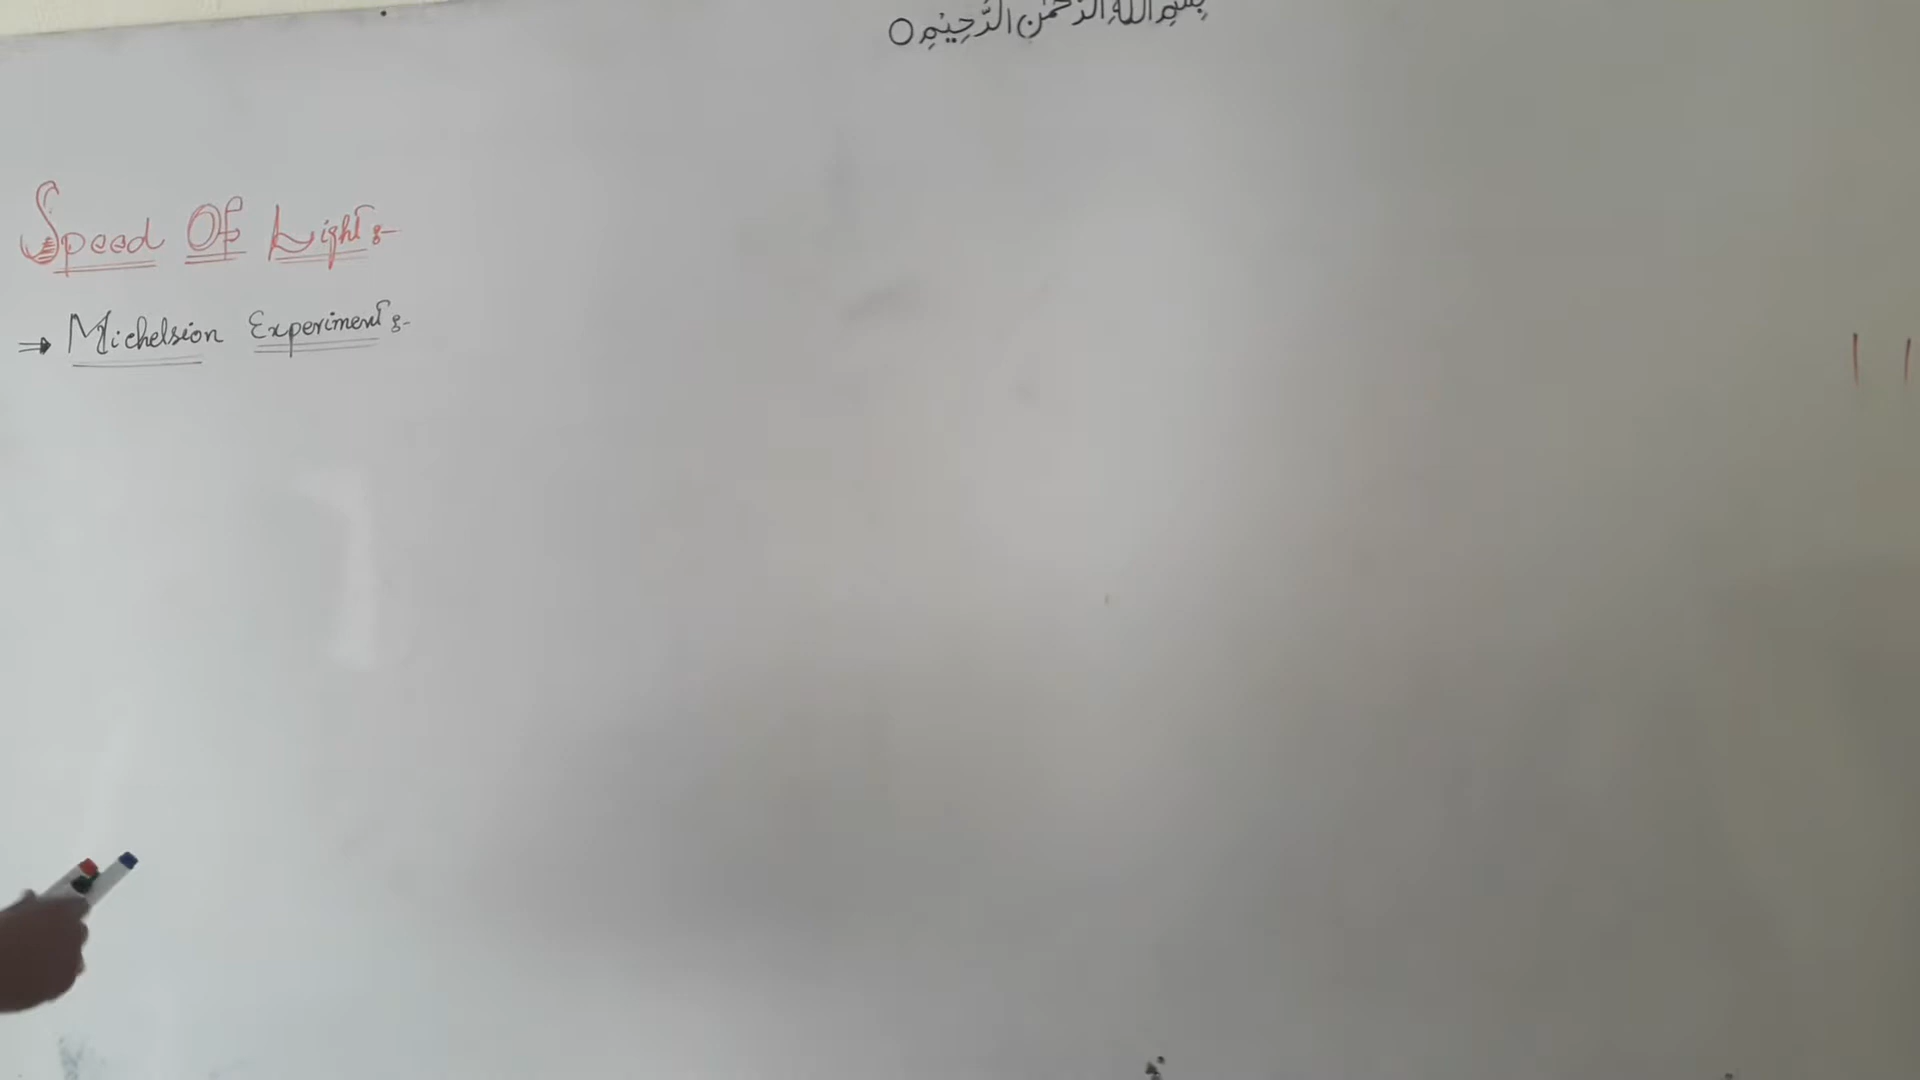 بِسْمِ اللهِ الرَّحْمٰنِ الرَّحِيْمِ○
Speed Of Light:-
⇒ Michelsion Experiment:-